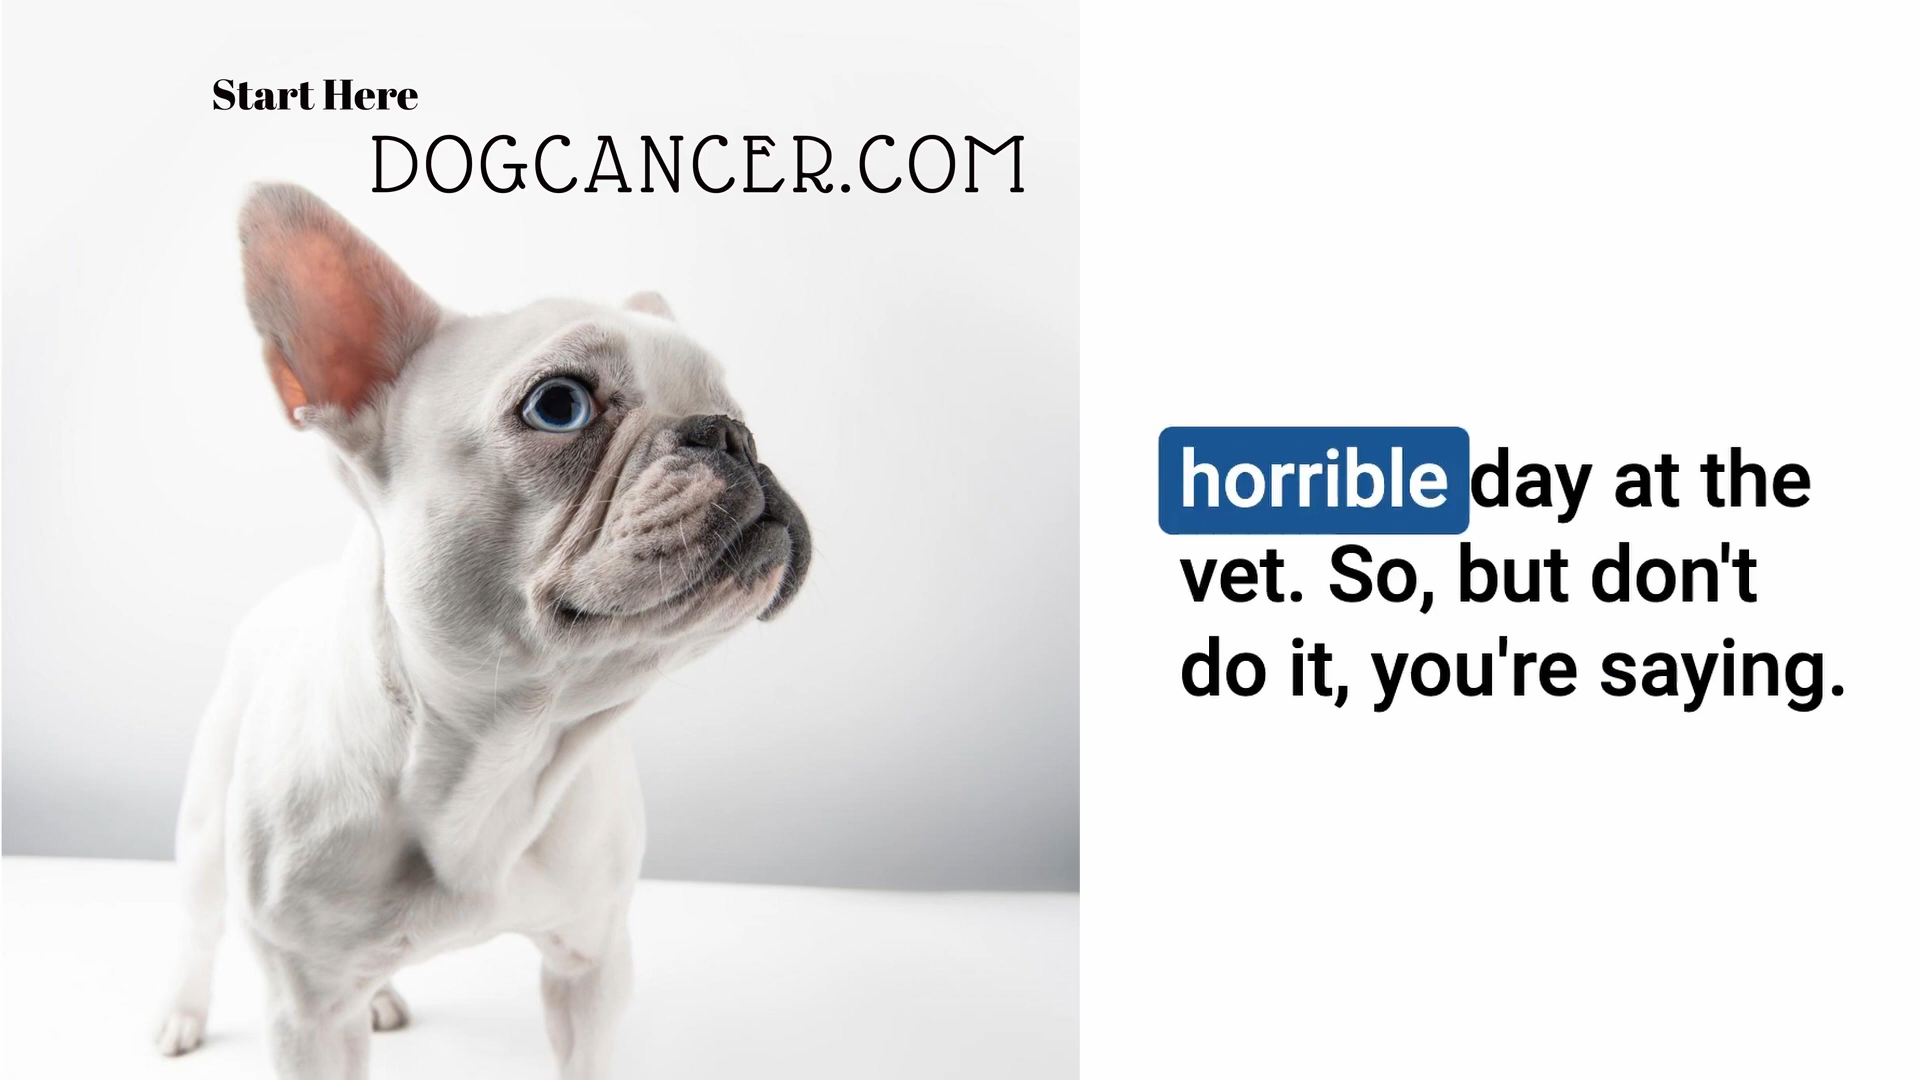 Start Here
DOGCANCER.COM
horrible day at the
vet. So, but don't
do it, you're saying.